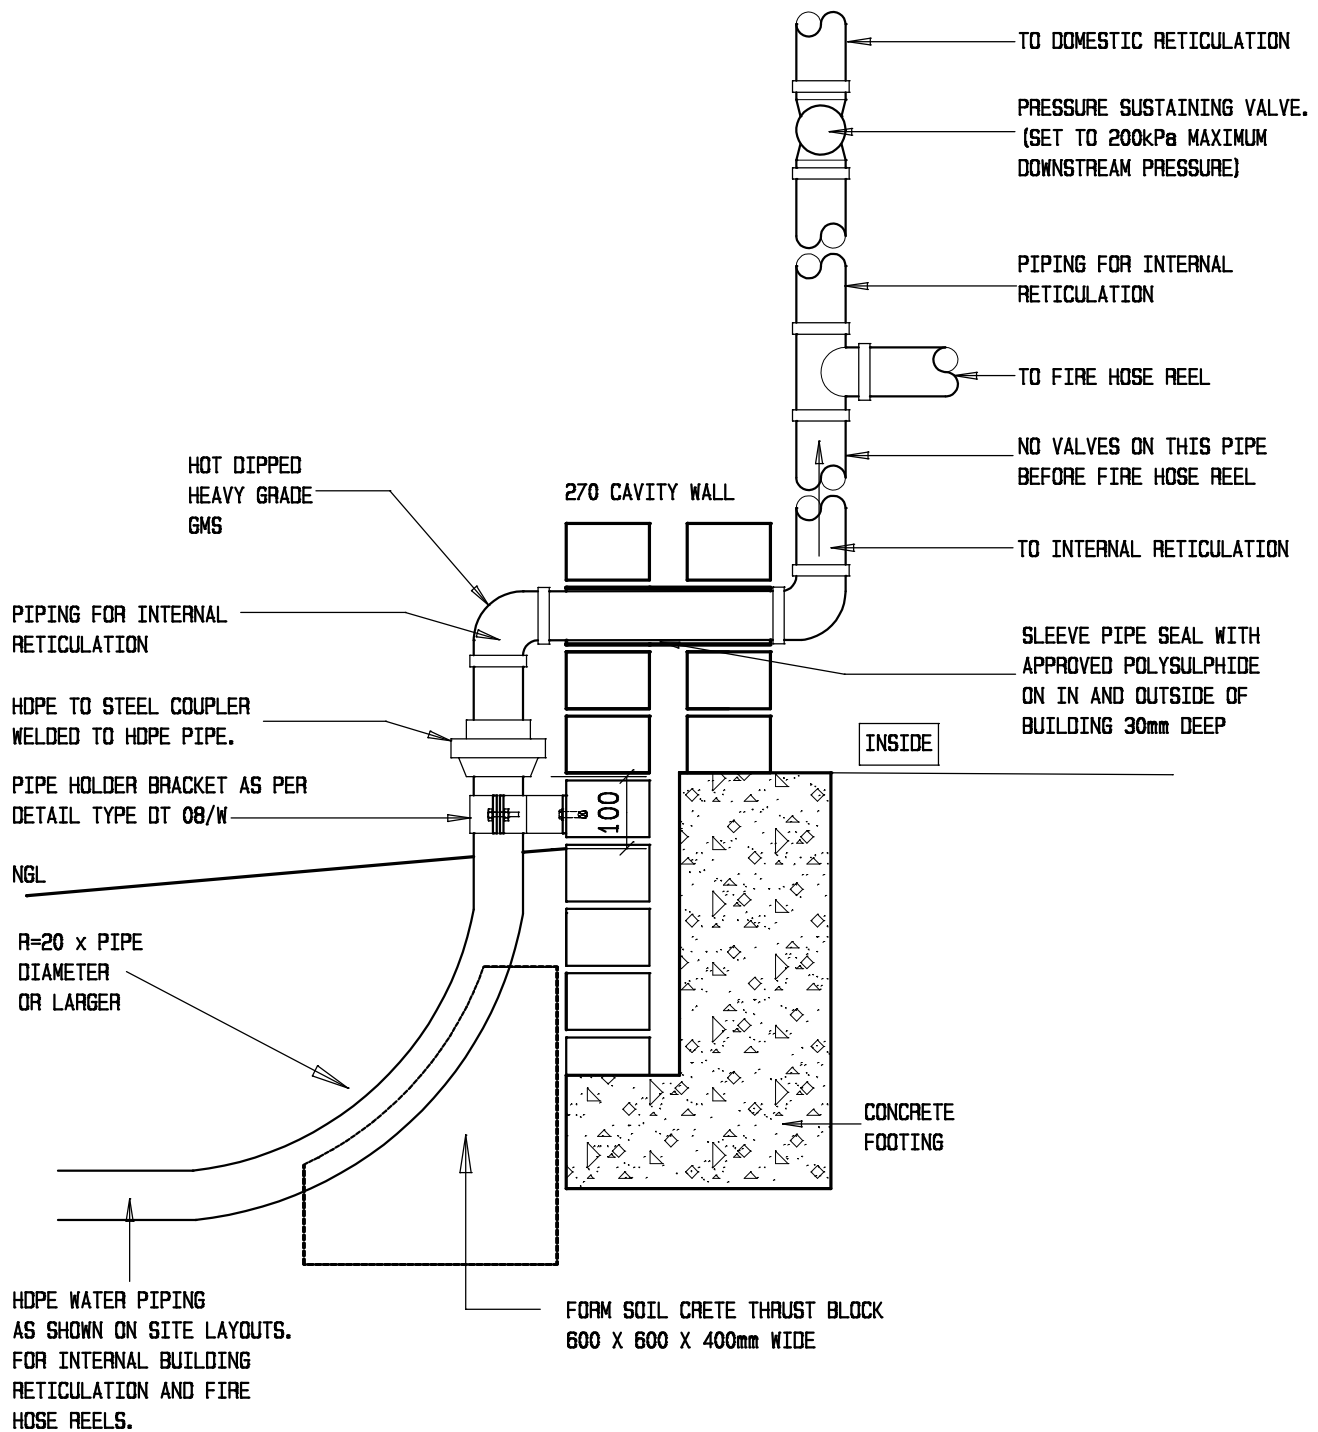 TO DOMESTIC RETICULATION
PRESSURE SUSTAINING VALVE.
(SET TO 200kPa MAXIMUM
DOWNSTREAM PRESSURE)
PIPING FOR INTERNAL
RETICULATION
TO FIRE HOSE REEL
NO VALVES ON THIS PIPE
BEFORE FIRE HOSE REEL
HOT DIPPED
HEAVY GRADE
GMS
270 CAVITY WALL
TO INTERNAL RETICULATION
PIPING FOR INTERNAL
RETICULATION
SLEEVE PIPE SEAL WITH
APPROVED POLYSULPHIDE
ON IN AND OUTSIDE OF
BUILDING 30mm DEEP
HDPE TO STEEL COUPLER
WELDED TO HDPE PIPE.
INSIDE
PIPE HOLDER BRACKET AS PER
DETAIL TYPE DT 08/W
100
NGL
R=20 x PIPE
DIAMETER
OR LARGER
CONCRETE
FOOTING
HDPE WATER PIPING
AS SHOWN ON SITE LAYOUTS.
FOR INTERNAL BUILDING
RETICULATION AND FIRE
HOSE REELS.
FORM SOIL CRETE THRUST BLOCK
600 X 600 X 400mm WIDE